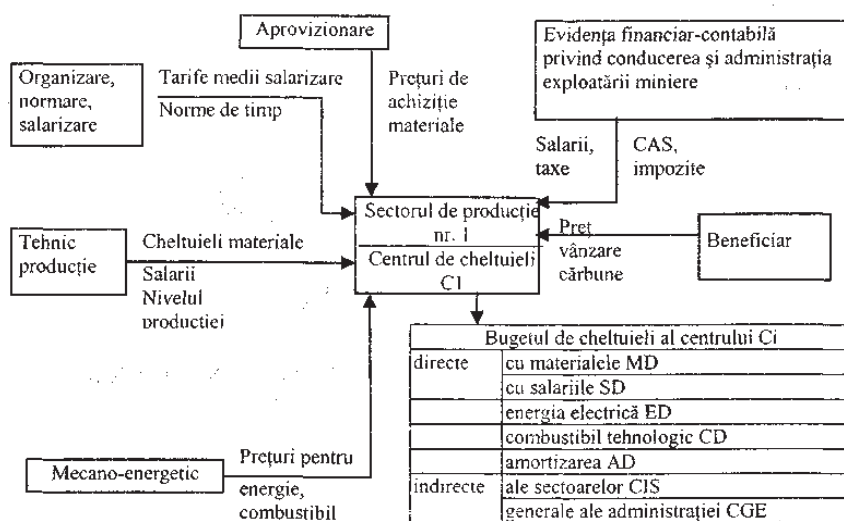 Aprovizionare
Evidența financiar-contabilă
privind conducerea și administrația
exploatării miniere
Organizare,
normare,
salarizare
Tarife medii salarizare
Norme de timp
Prețuri de
achiziție
materiale
Salarii,
taxe
CAS,
impozite
Sectorul de producție
nr. 1
Centrul de cheltuieli
C1
Tehnic
producție
Cheltuieli materiale
Salarii
Nivelul
producției
Preț
vânzare
cărbune
Beneficiar
Bugetul de cheltuieli al centrului Ci
directe
cu materialele MD
cu salariile SD
energia electrică ED
combustibil tehnologic CD
amortizarea AD
indirecte
ale sectoarelor CIS
generale ale administrației CGE
Mecano-energetic
Prețuri pentru
energie,
combustibil